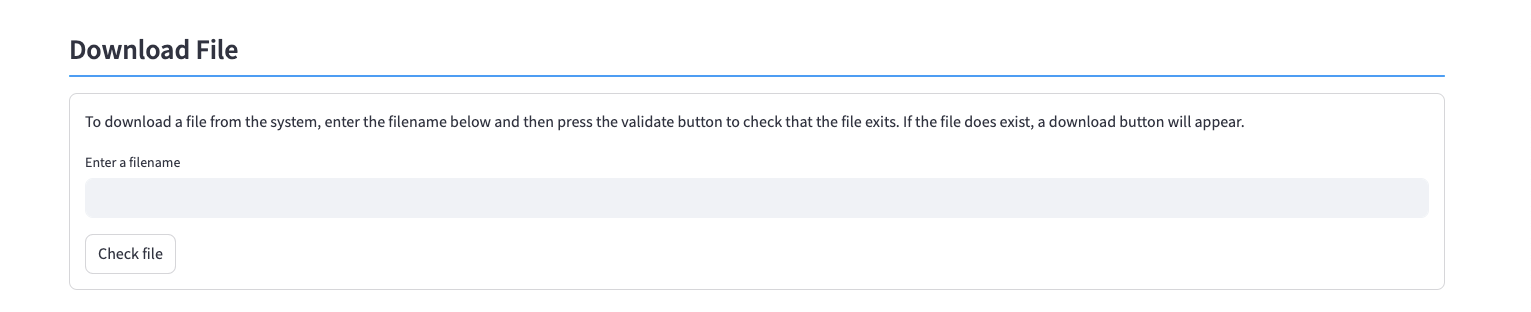 Download File
To download a file from the system, enter the filename below and then press the validate button to check that the file exits. If the file does exist, a download button will appear.
Enter a filename
Check file